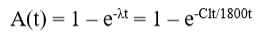 A(t) = 1 – e^-λt = 1 – e^-Clt/1800t